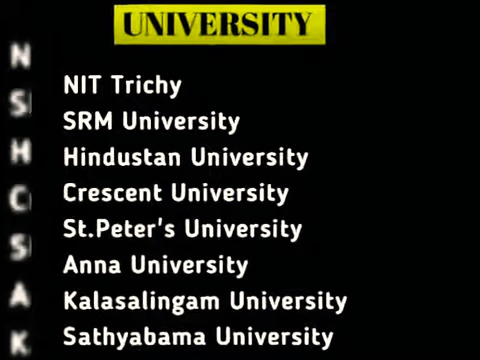 UNIVERSITY
NIT Trichy
SRM University
Hindustan University
Crescent University
St.Peter's University
Anna University
Kalasalingam University
Sathyabama University
N
S
H
C
S
A
K